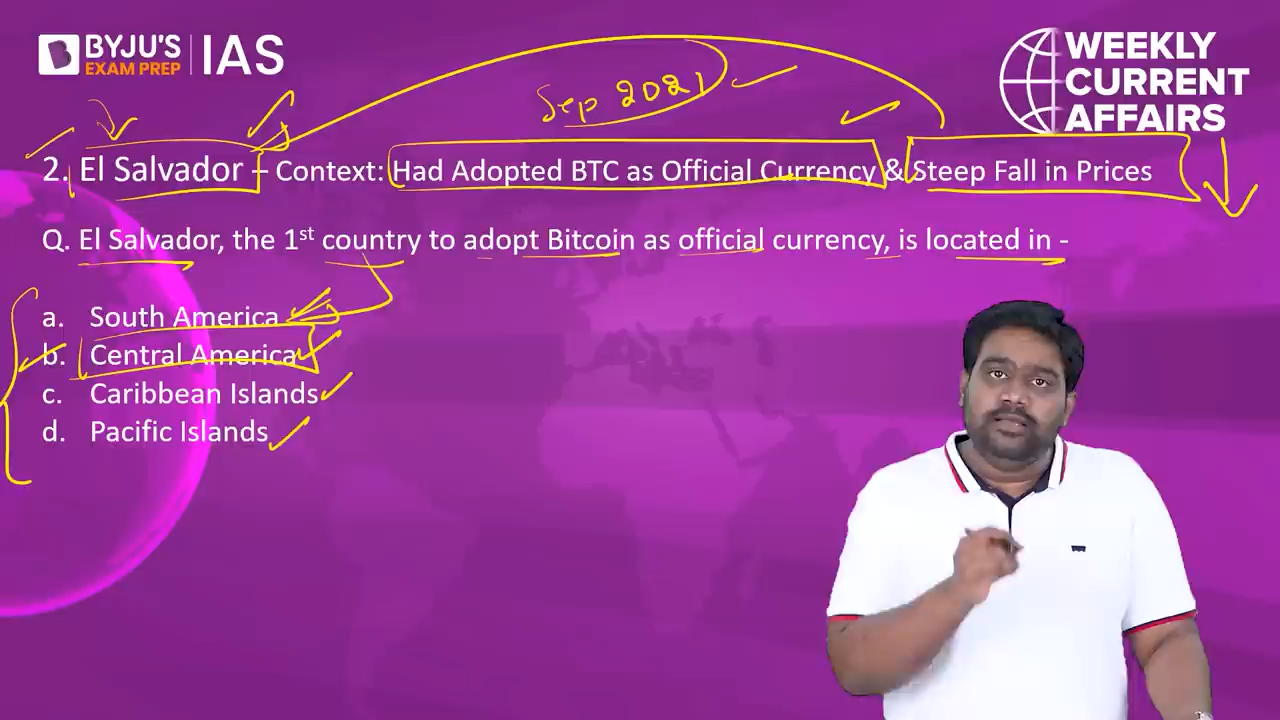 BYJU'S
EXAM PREP
IAS
WEEKLY
CURRENT
AFFAIRS
Sep 2021
2. El Salvador – Context: Had Adopted BTC as Official Currency & Steep Fall in Prices
Q. El Salvador, the 1st country to adopt Bitcoin as official currency, is located in -
a. South America
b. Central America
c. Caribbean Islands
d. Pacific Islands